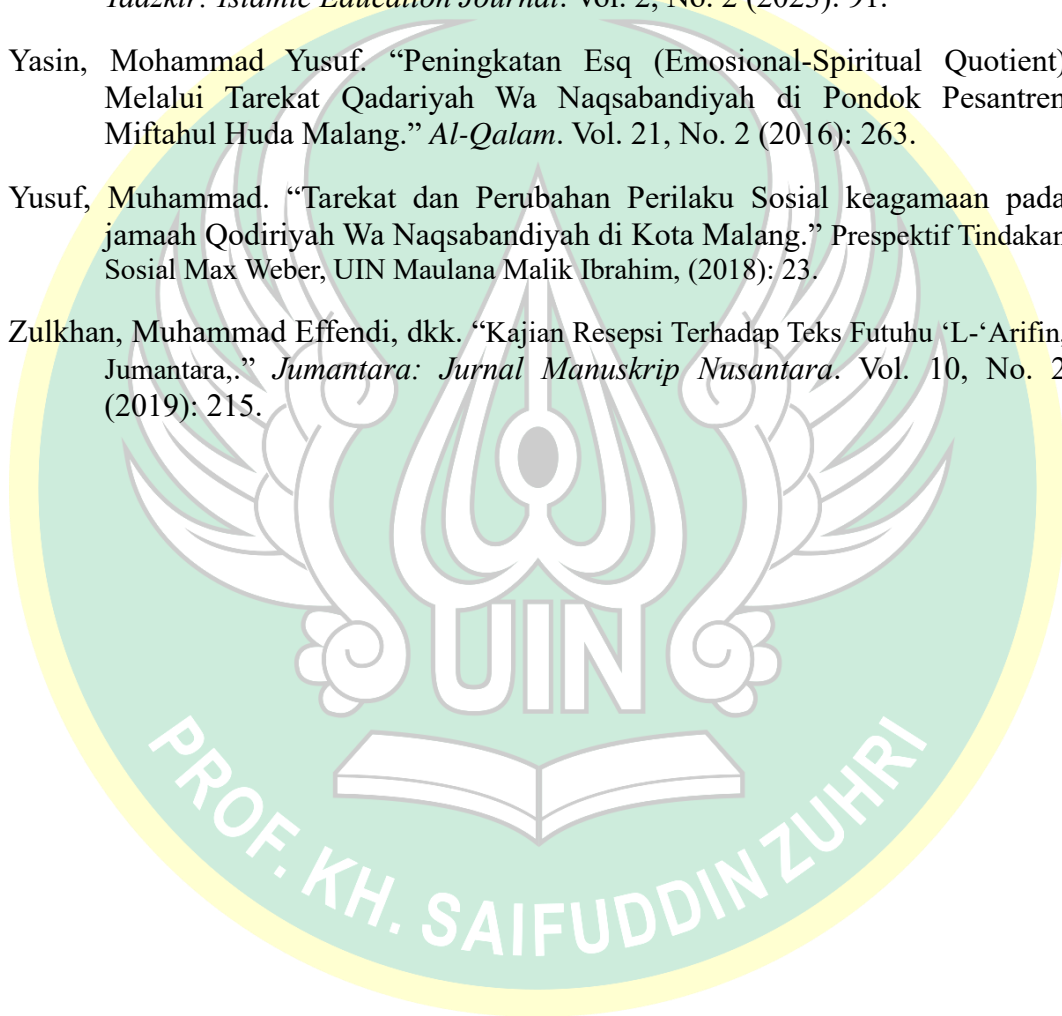 Tadzkir: Islamic Education Journal. Vol. 2, No. 2 (2023): 91.
Yasin, Mohammad Yusuf. “Peningkatan Esq (Emosional-Spiritual Quotient)
Melalui Tarekat Qadariyah Wa Naqsabandiyah di Pondok Pesantren
Miftahul Huda Malang.” Al-Qalam. Vol. 21, No. 2 (2016): 263.
Yusuf, Muhammad. “Tarekat dan Perubahan Perilaku Sosial keagamaan pada
jamaah Qodiriyah Wa Naqsabandiyah di Kota Malang.” Prespektif Tindakan
Sosial Max Weber, UIN Maulana Malik Ibrahim, (2018): 23.
Zulkhan, Muhammad Effendi, dkk. “Kajian Resepsi Terhadap Teks Futuhu ‘L-‘Arifin,
Jumantara,.” Jumantara: Jurnal Manuskrip Nusantara. Vol. 10, No. 2
(2019): 215.
UIN
PROF. KH. SAIFUDDIN ZUHRI